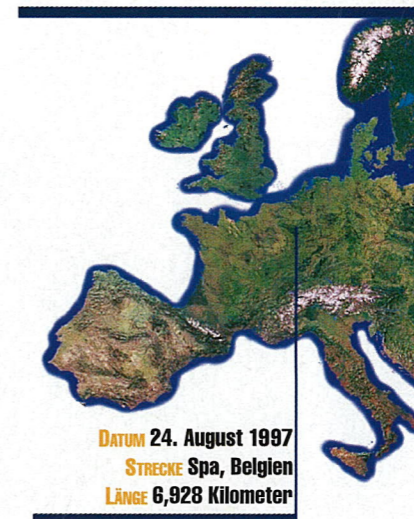 DATUM 24. August 1997
STRECKE Spa, Belgien
LÄNGE 6,928 Kilometer